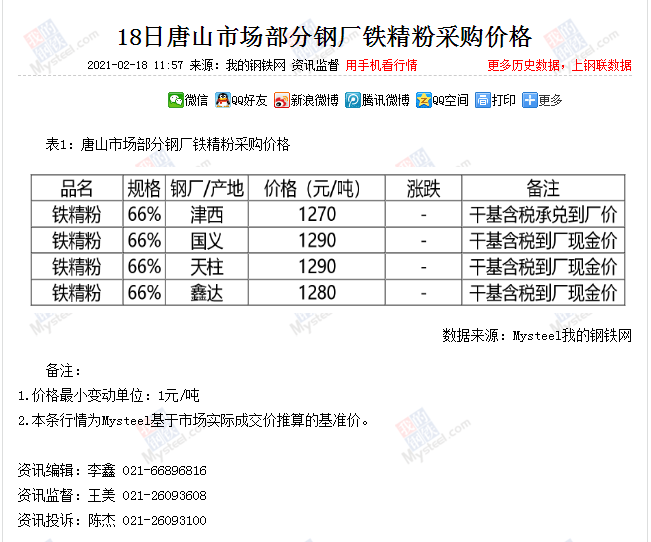 18日唐山市场部分钢厂铁精粉采购价格
2021-02-18 11:57 来源：我的钢铁网 资讯监督 用手机看行情 更多历史数据，上钢联数据
微信 QQ好友 新浪微博 腾讯微博 QQ空间 打印 更多
表1：唐山市场部分钢厂铁精粉采购价格
品名 规格 钢厂/产地 价格（元/吨） 涨跌 备注
铁精粉 66% 津西 1270 - 干基含税承兑到厂价
铁精粉 66% 国义 1290 - 干基含税到厂现金价
铁精粉 66% 天柱 1290 - 干基含税到厂现金价
铁精粉 66% 鑫达 1280 - 干基含税到厂现金价
数据来源：Mysteel我的钢铁网
备注：
1.价格最小变动单位：1元/吨
2.本条行情为Mysteel基于市场实际成交价推算的基准价。
资讯编辑：李鑫 021-66896816
资讯监督：王美 021-26093608
资讯投诉：陈杰 021-26093100